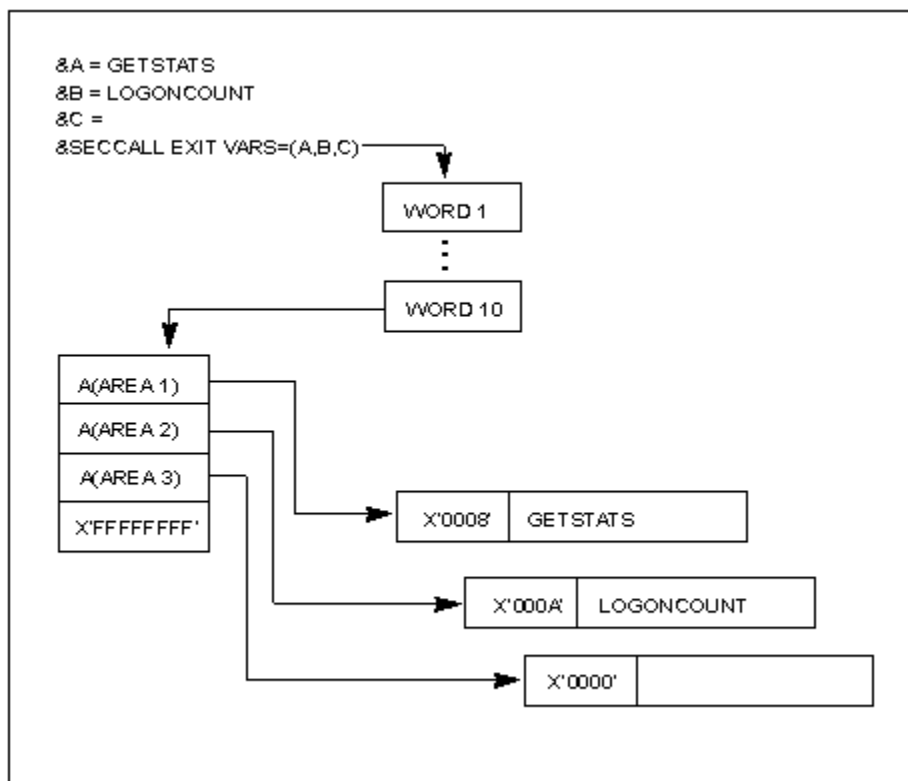 &A = GETSTATS
&B = LOGONCOUNT
&C =
&SECCALL EXIT VARS=(A,B,C)
WORD 1
WORD 10
A(AREA 1)
A(AREA 2)
A(AREA 3)
X'FFFFFFFF'
X'0008' GETSTATS
X'000A' LOGONCOUNT
X'0000'